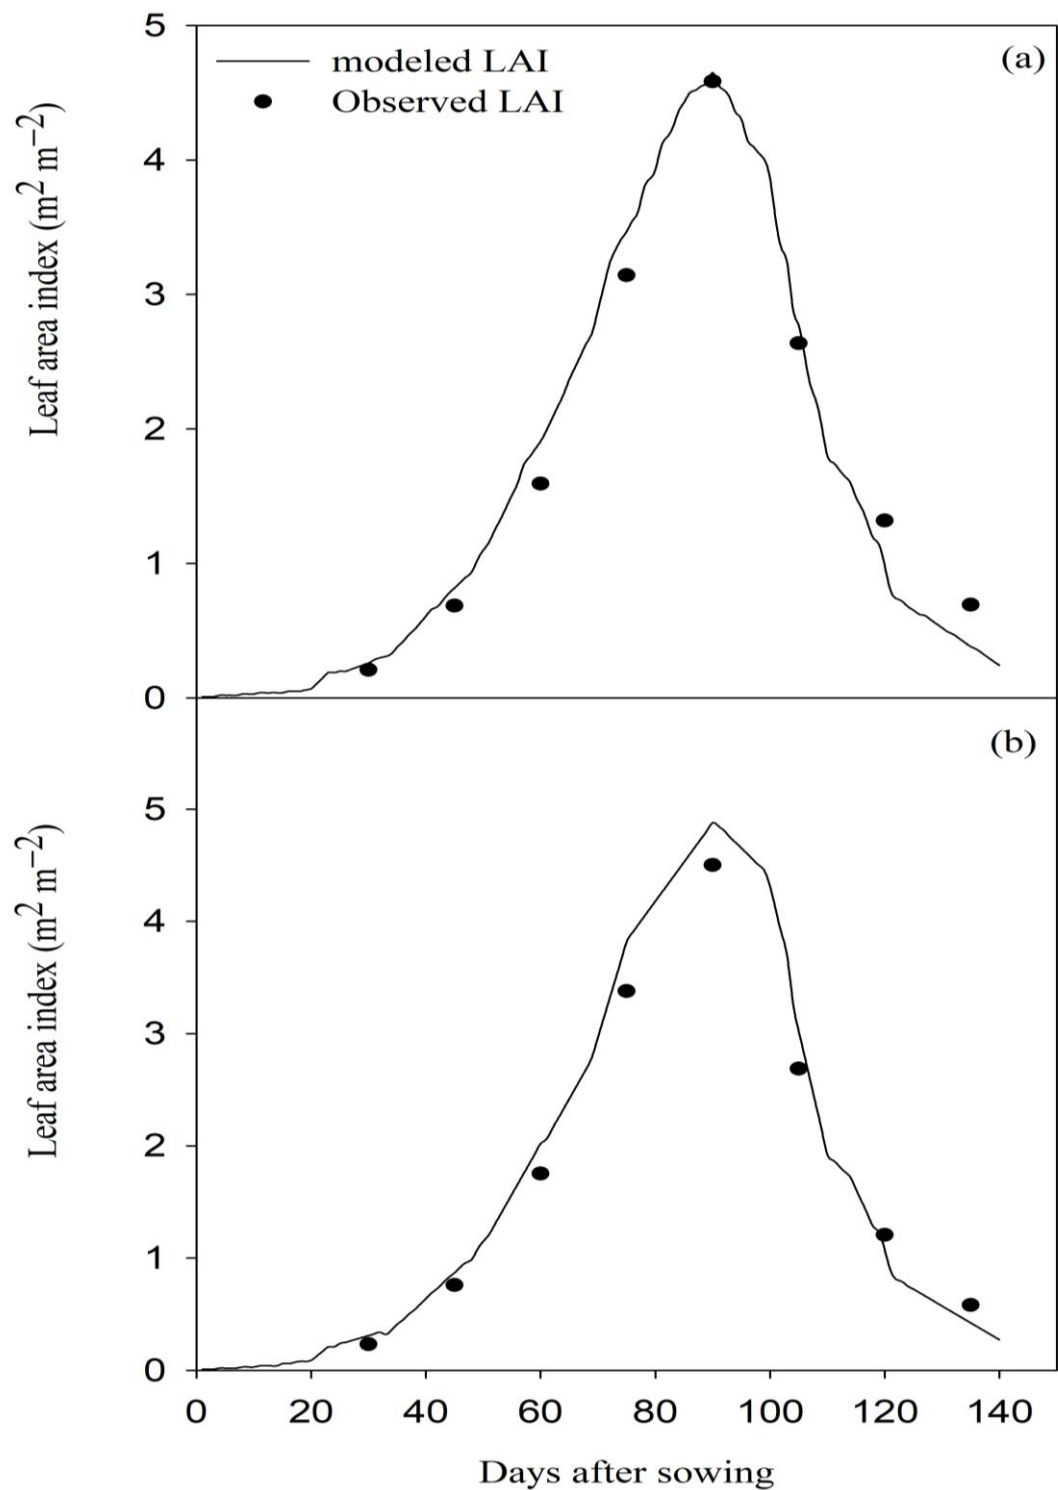 5
(a)
modeled LAI
Observed LAI
4
3
2
1
0
Leaf area index (m² m⁻²)
(b)
5
4
3
2
1
0
Leaf area index (m² m⁻²)
0 20 40 60 80 100 120 140
Days after sowing